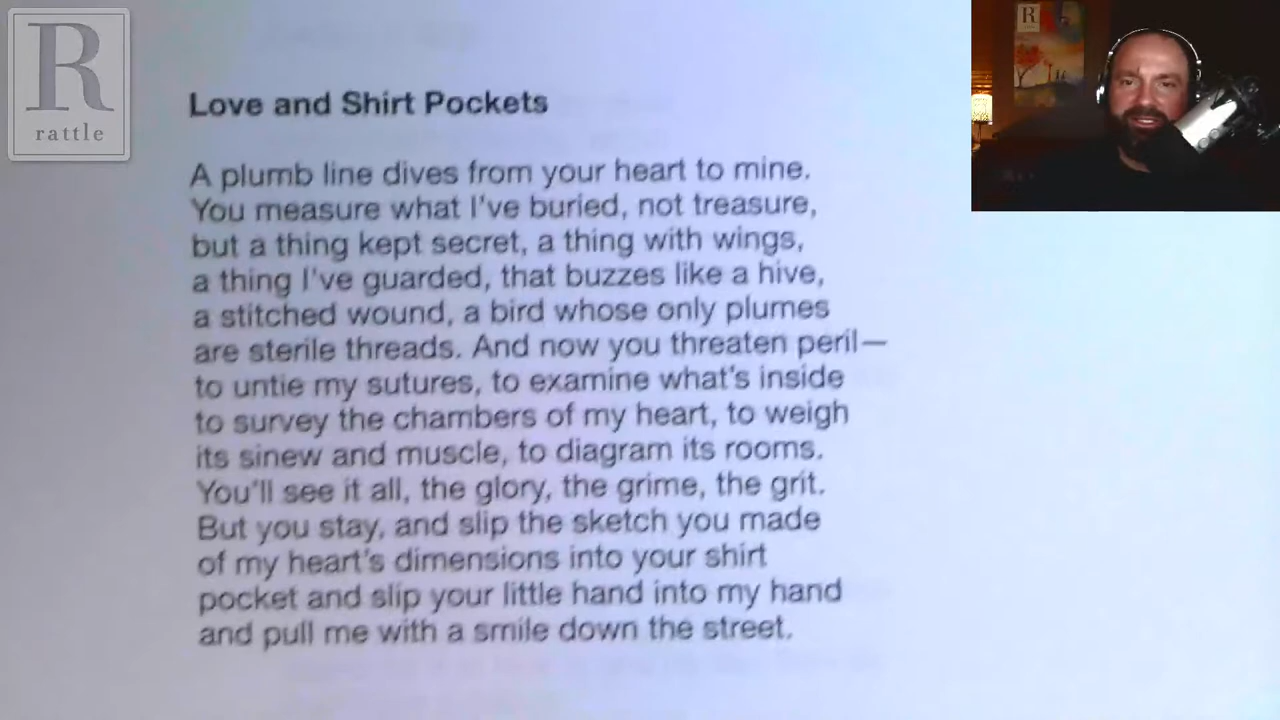 R
rattle
R
Love and Shirt Pockets
A plumb line dives from your heart to mine.
You measure what I've buried, not treasure,
but a thing kept secret, a thing with wings,
a thing I've guarded, that buzzes like a hive,
a stitched wound, a bird whose only plumes
are sterile threads. And now you threaten peril—
to untie my sutures, to examine what's inside
to survey the chambers of my heart, to weigh
its sinew and muscle, to diagram its rooms.
You'll see it all, the glory, the grime, the grit.
But you stay, and slip the sketch you made
of my heart's dimensions into your shirt
pocket and slip your little hand into my hand
and pull me with a smile down the street.